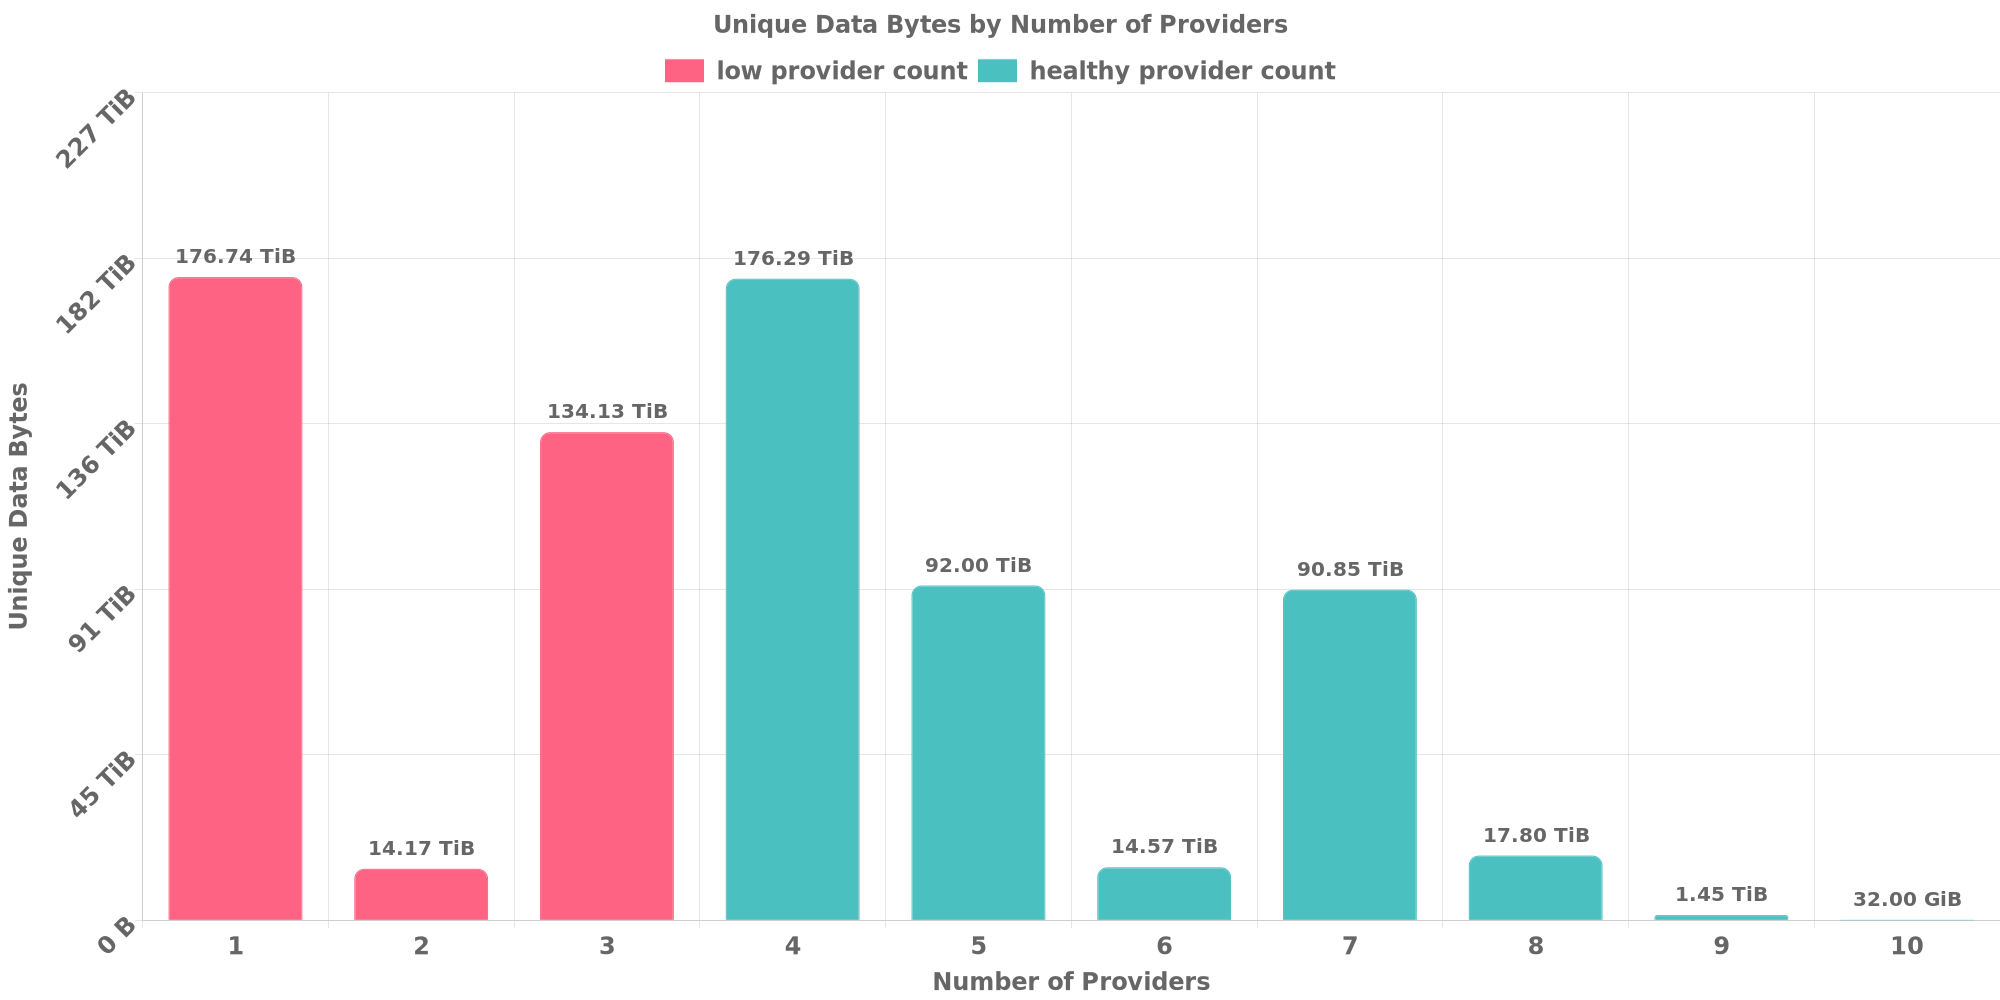 Unique Data Bytes by Number of Providers
low provider count healthy provider count
227 TiB
182 TiB
136 TiB
91 TiB
45 TiB
0 B
Unique Data Bytes
176.74 TiB
14.17 TiB
134.13 TiB
176.29 TiB
92.00 TiB
14.57 TiB
90.85 TiB
17.80 TiB
1.45 TiB
32.00 GiB
1 2 3 4 5 6 7 8 9 10
Number of Providers